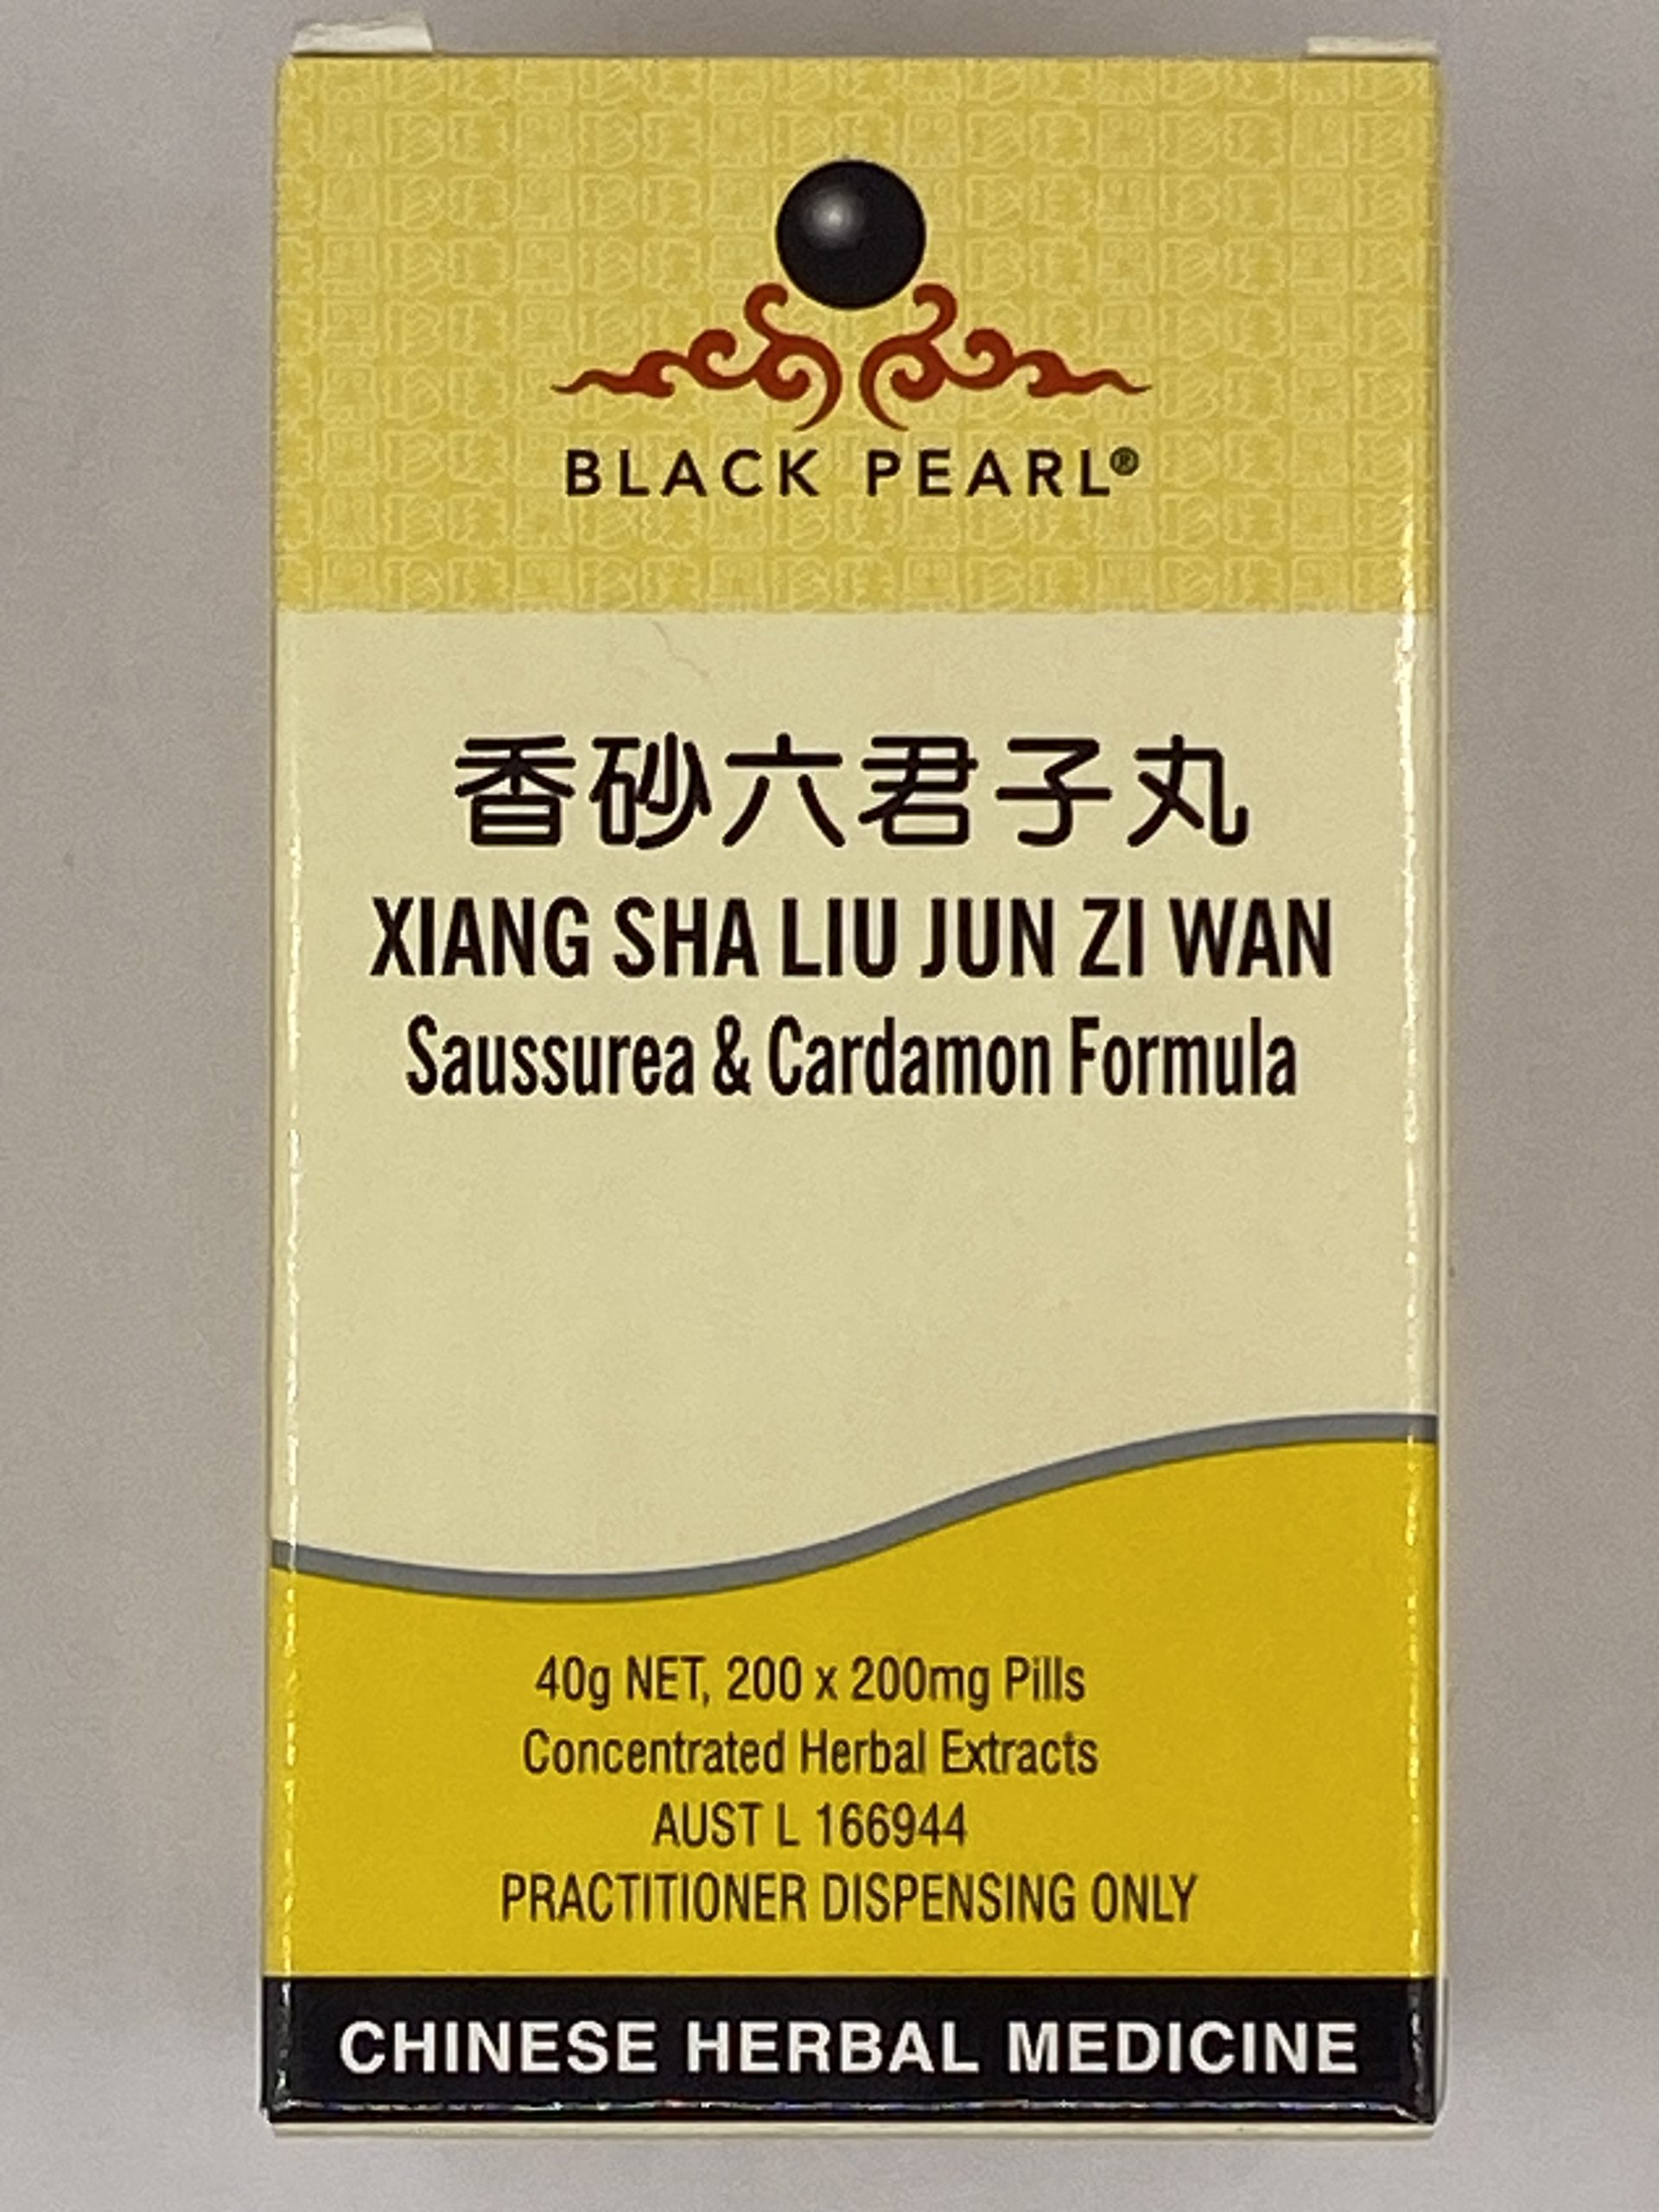 BLACK PEARL®
香砂六君子丸
XIANG SHA LIU JUN ZI WAN
Saussurea & Cardamon Formula
40g NET, 200 x 200mg Pills
Concentrated Herbal Extracts
AUST L 166944
PRACTITIONER DISPENSING ONLY
CHINESE HERBAL MEDICINE